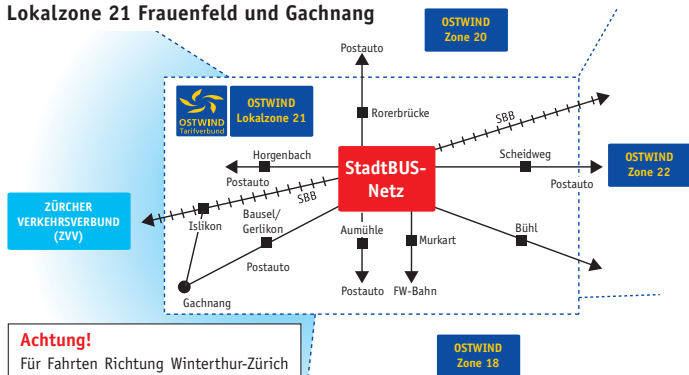 Lokalzone 21 Frauenfeld und Gachnang
OSTWIND
Zone 20
Postauto
OSTWIND
Tarifverbund
OSTWIND
Lokalzone 21
Rorerbrücke
SBB
Horgenbach
StadtBUS-
Netz
Scheidweg
OSTWIND
Zone 22
Postauto
Postauto
SBB
ZÜRCHER
VERKEHRSVERBUND
(ZVV)
Islikon
Bausel/
Gerlikon
Aumühle
Murkart
Bühl
Postauto
Gachnang
Postauto
FW-Bahn
Achtung!
Für Fahrten Richtung Winterthur-Zürich
OSTWIND
Zone 18